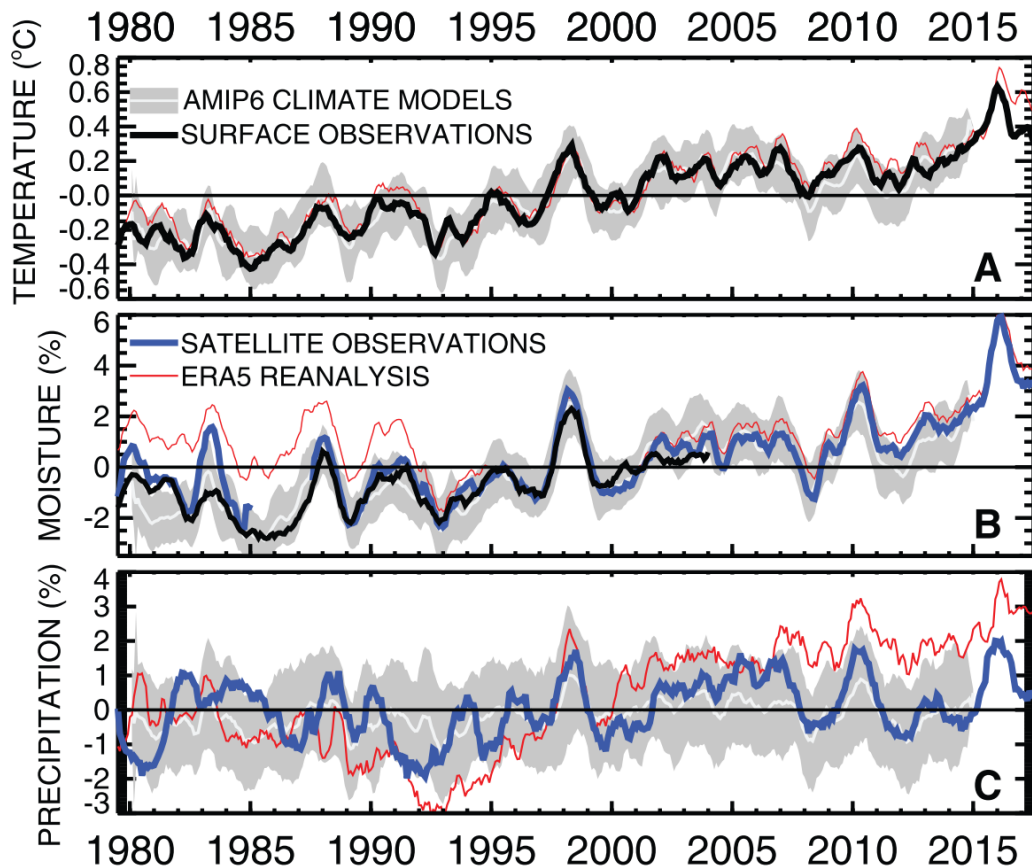 1980 1985 1990 1995 2000 2005 2010 2015
TEMPERATURE (°C)
0.8
0.6
0.4
0.2
-0.0
-0.2
-0.4
-0.6
AMIP6 CLIMATE MODELS
SURFACE OBSERVATIONS
A
MOISTURE (%)
6
4
2
0
-2
SATELLITE OBSERVATIONS
ERA5 REANALYSIS
B
PRECIPITATION (%)
4
3
2
1
0
-1
-2
-3
C
1980 1985 1990 1995 2000 2005 2010 2015